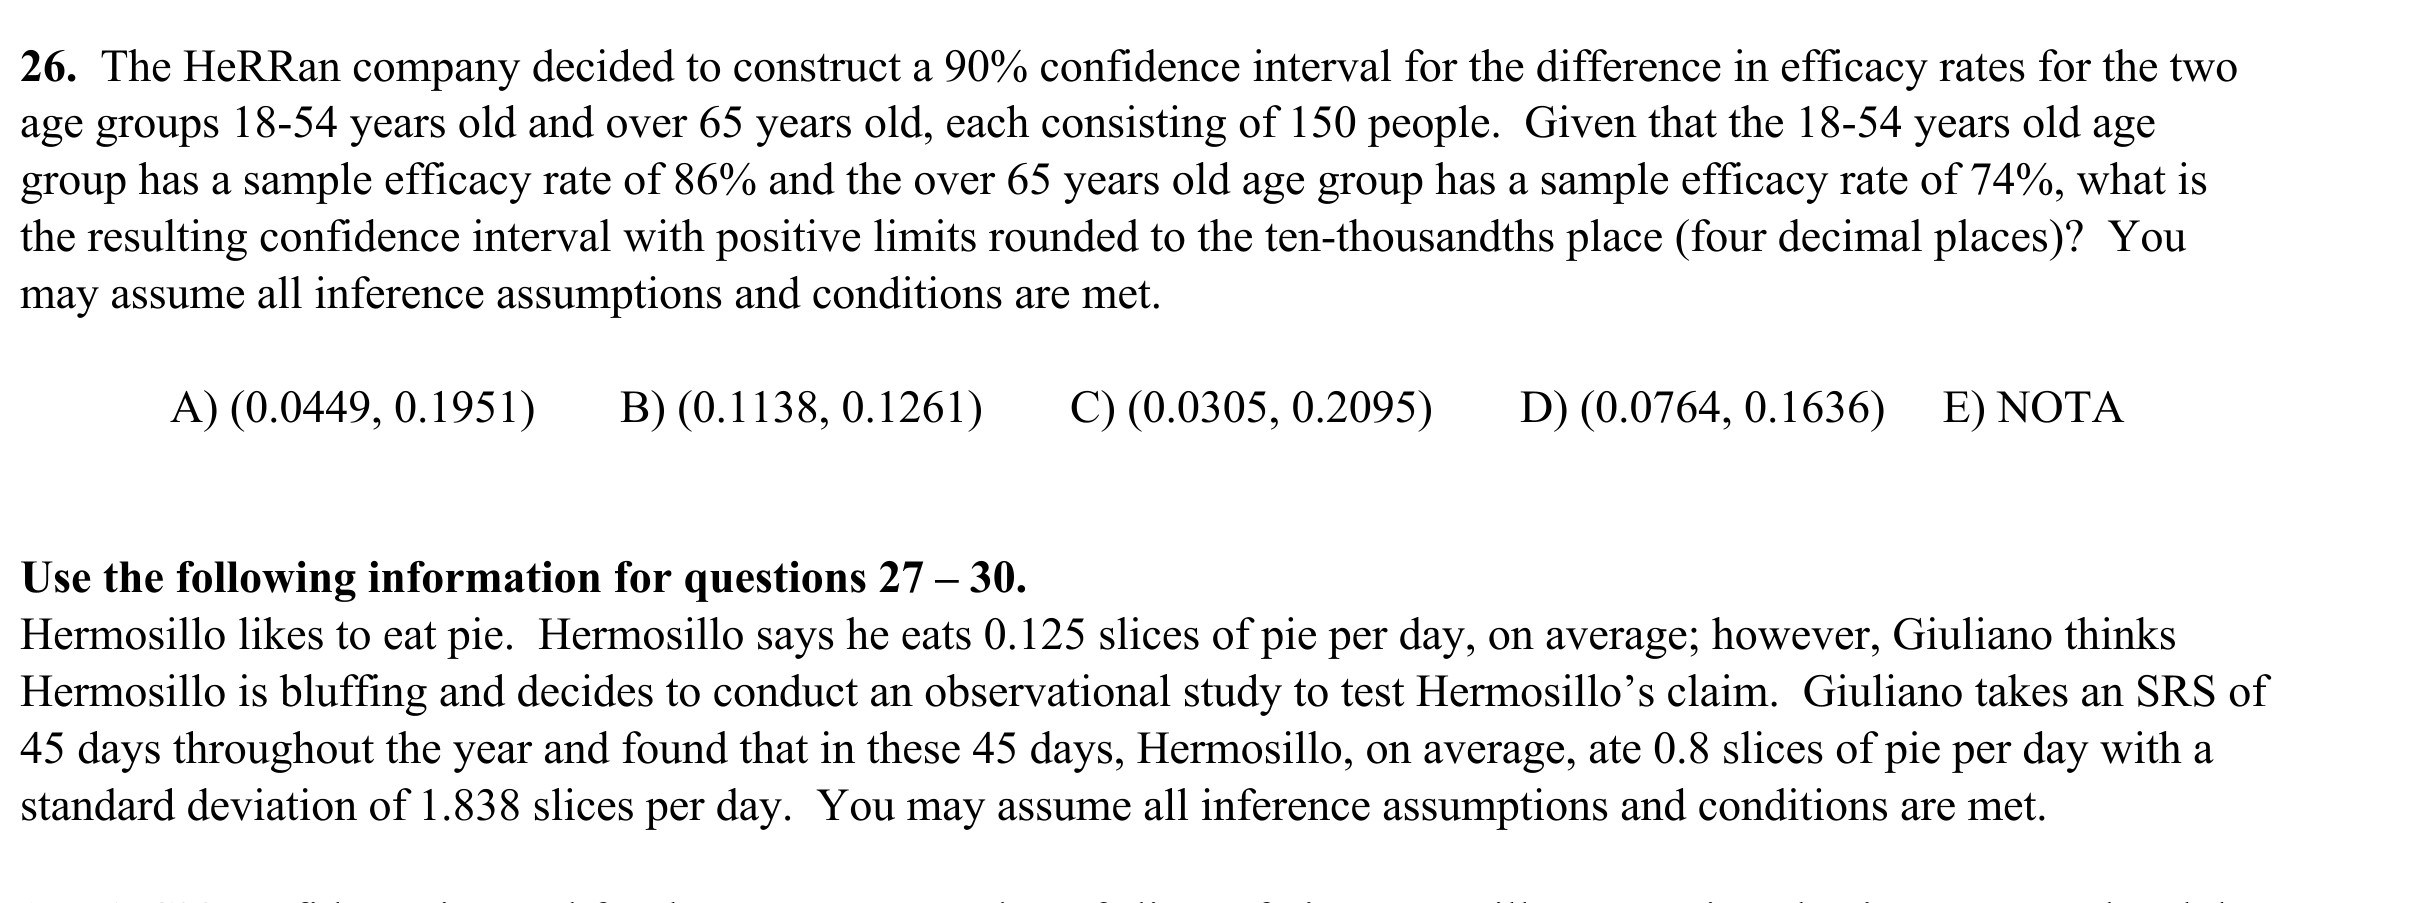 26. The HeRRan company decided to construct a 90% confidence interval for the difference in efficacy rates for the two
age groups 18-54 years old and over 65 years old, each consisting of 150 people. Given that the 18-54 years old age
group has a sample efficacy rate of 86% and the over 65 years old age group has a sample efficacy rate of 74%, what is
the resulting confidence interval with positive limits rounded to the ten-thousandths place (four decimal places)? You
may assume all inference assumptions and conditions are met.
A) (0.0449, 0.1951) B) (0.1138, 0.1261) C) (0.0305, 0.2095) D) (0.0764, 0.1636) E) NOTA
Use the following information for questions 27 – 30.
Hermosillo likes to eat pie. Hermosillo says he eats 0.125 slices of pie per day, on average; however, Giuliano thinks
Hermosillo is bluffing and decides to conduct an observational study to test Hermosillo’s claim. Giuliano takes an SRS of
45 days throughout the year and found that in these 45 days, Hermosillo, on average, ate 0.8 slices of pie per day with a
standard deviation of 1.838 slices per day. You may assume all inference assumptions and conditions are met.